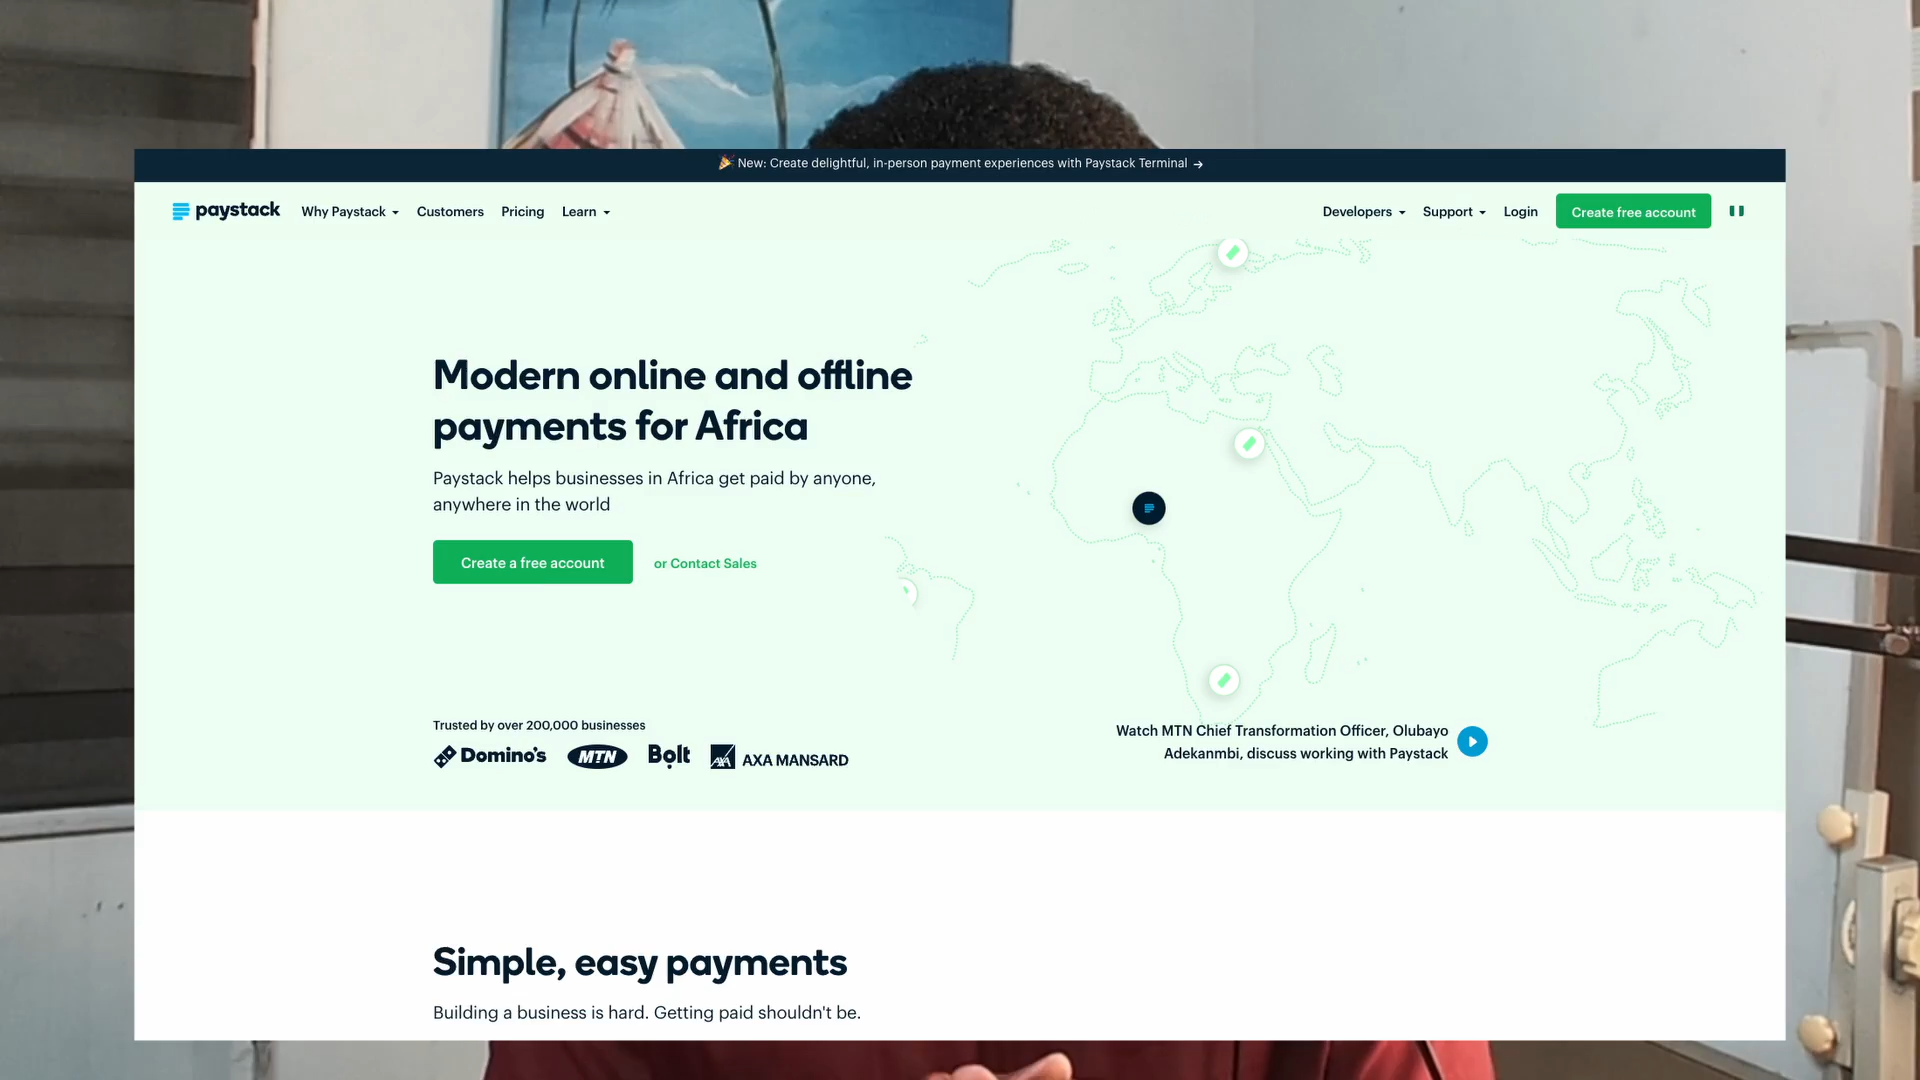 New: Create delightful, in-person payment experiences with Paystack Terminal →
paystack Why Paystack Customers Pricing Learn Developers Support Login Create free account
Modern online and offline
payments for Africa
Paystack helps businesses in Africa get paid by anyone,
anywhere in the world
Create a free account or Contact Sales
Trusted by over 200,000 businesses
Domino's MTN Bolt AXA AXA MANSARD
Watch MTN Chief Transformation Officer, Olubayo
Adekanmbi, discuss working with Paystack
Simple, easy payments
Building a business is hard. Getting paid shouldn't be.